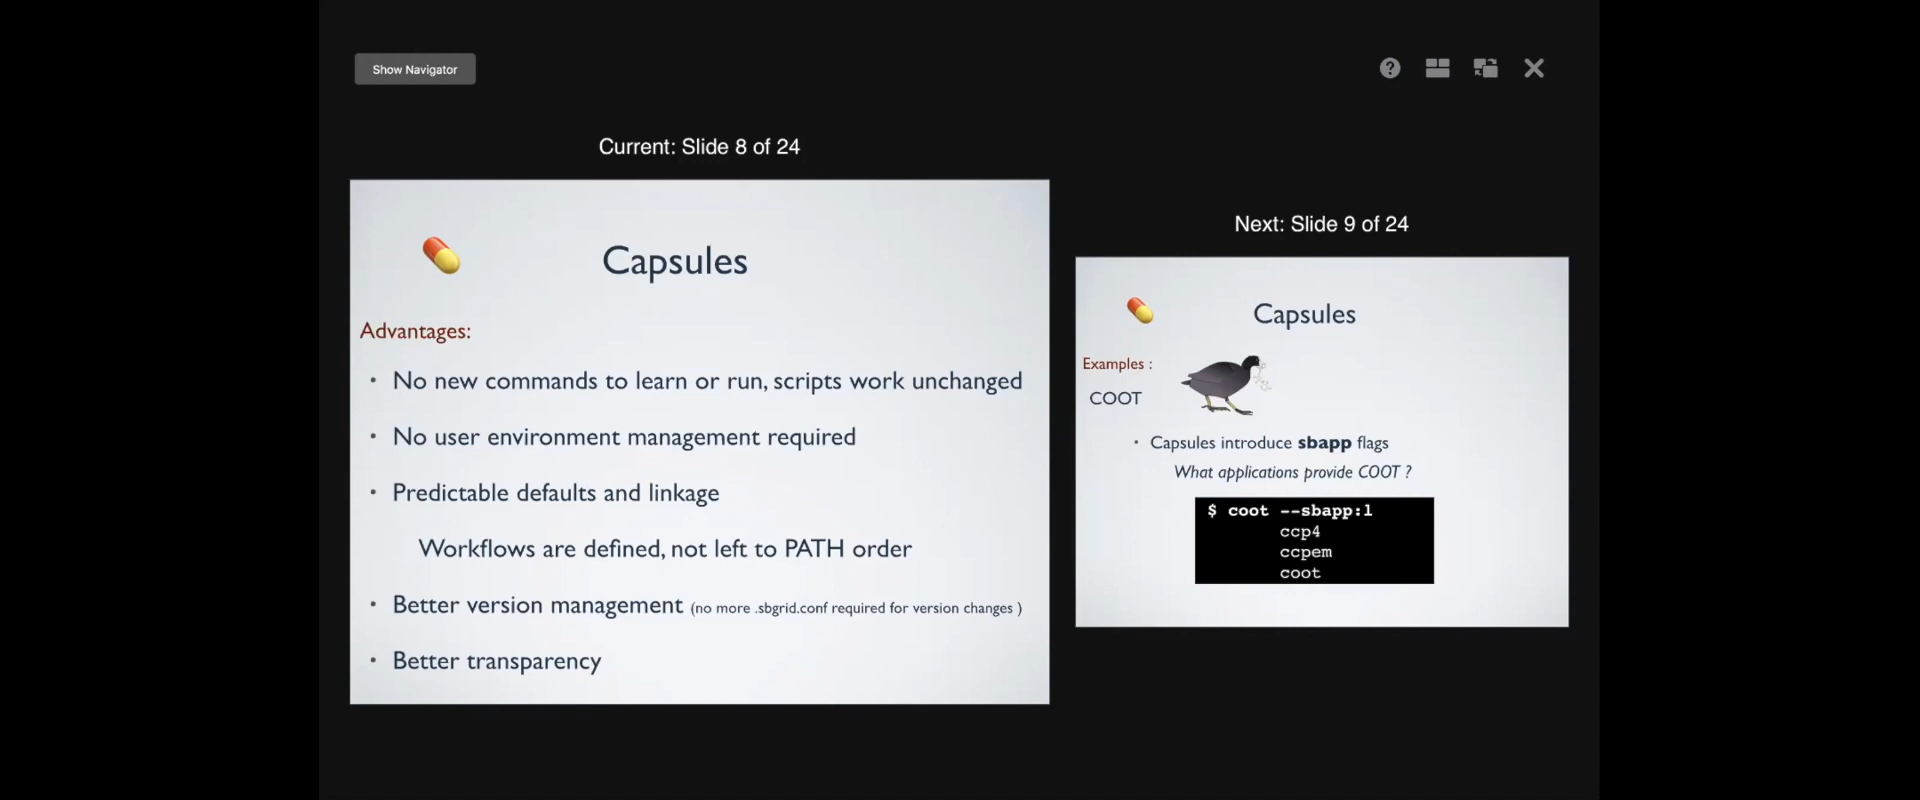 Show Navigator
Current: Slide 8 of 24
Capsules
Advantages:
• No new commands to learn or run, scripts work unchanged
• No user environment management required
• Predictable defaults and linkage
Workflows are defined, not left to PATH order
• Better version management (no more .sbgrid.conf required for version changes )
• Better transparency
Next: Slide 9 of 24
Capsules
Examples :
COOT
• Capsules introduce sbapp flags
What applications provide COOT ?
$ coot --sbapp:l
ccp4
ccpem
coot